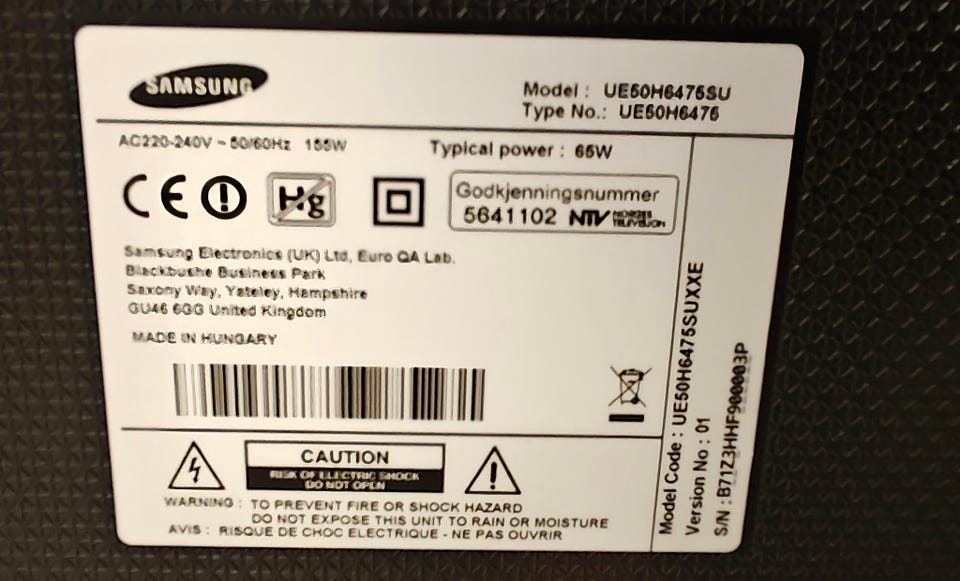 SAMSUNG
Model : UE50H6475SU
Type No.: UE50H6475
AC220-240V ~ 50/60Hz 155W
Typical power : 65W
CE
Hg
Godkjenningsnummer
5641102 NTV NORGES TELEVISJON
Samsung Electronics (UK) Ltd, Euro QA Lab.
Blackbushe Business Park
Saxony Way, Yateley, Hampshire
GU46 6GG United Kingdom
MADE IN HUNGARY
CAUTION
RISK OF ELECTRIC SHOCK
DO NOT OPEN
WARNING : TO PREVENT FIRE OR SHOCK HAZARD
DO NOT EXPOSE THIS UNIT TO RAIN OR MOISTURE
AVIS : RISQUE DE CHOC ELECTRIQUE - NE PAS OUVRIR
Model Code : UE50H6475SUXXE
Version No : 01
S/N : B71Z3HHF900003P